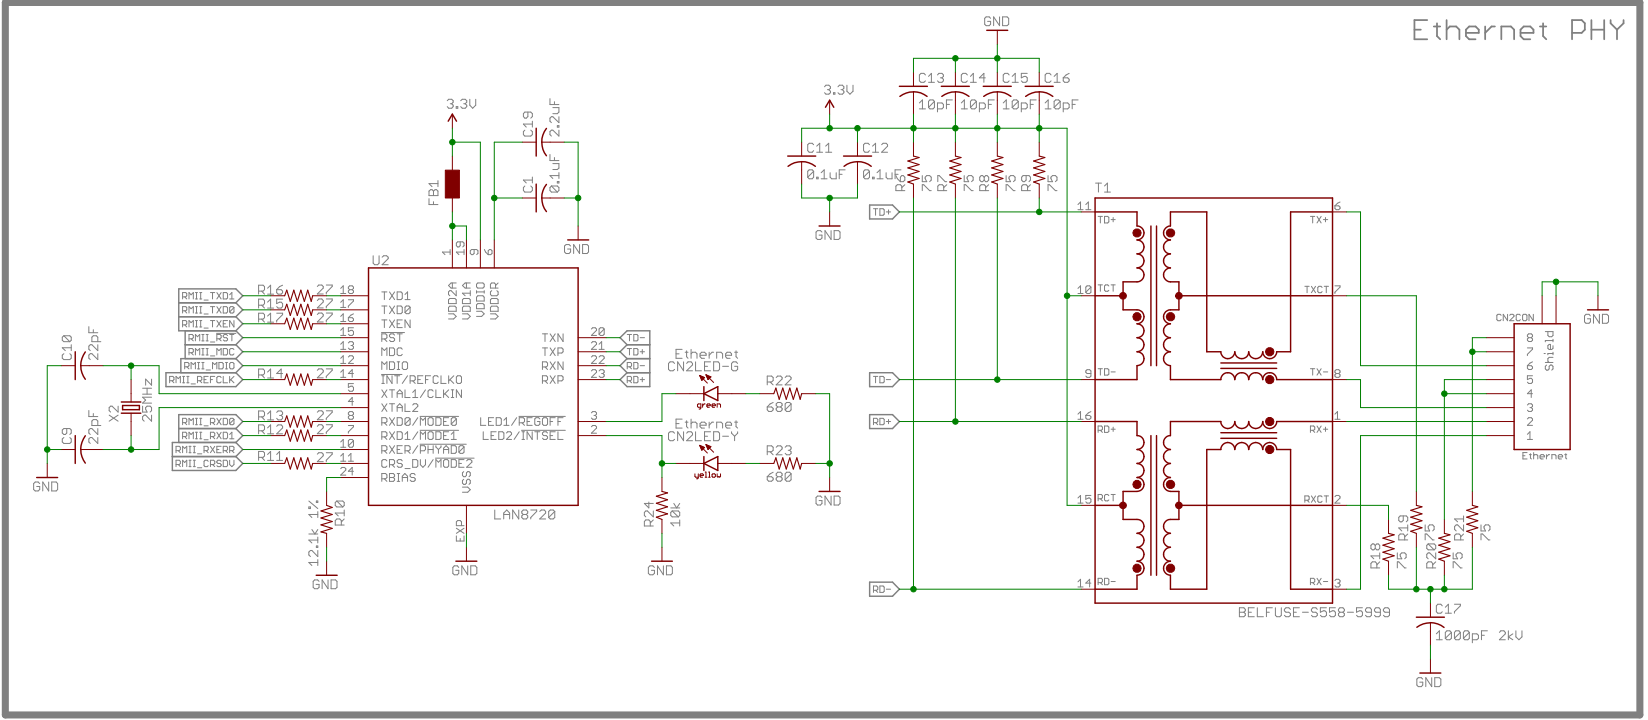 Ethernet PHY
GND
C13
C14
C15
C16
10pF
10pF
10pF
10pF
3.3V
3.3V
C19
2.2uF
C1
0.1uF
FB1
GND
C11
C12
0.1uF
0.1uF
GND
R6
75
R7
75
R8
75
R9
75
TD+
TD-
RD+
RD-
U2
1
19
9
6
VDD2A
VDD1A
VDDIO
VDDCR
RMII_TXD1
R16
27
18
TXD1
RMII_TXD0
R15
27
17
TXD0
RMII_TXEN
R17
27
16
TXEN
RMII_RST
15
RST
RMII_MDC
13
MDC
RMII_MDIO
12
MDIO
RMII_REFCLK
R14
27
14
INT/REFCLKO
5
XTAL1/CLKIN
4
XTAL2
RMII_RXD0
R13
27
8
RXD0/MODE0
RMII_RXD1
R12
27
7
RXD1/MODE1
RMII_RXERR
10
RXER/PHYAD0
RMII_CRSDV
R11
27
11
CRS_DV/MODE2
24
RBIAS
C10
22pF
C9
22pF
X2
25MHz
GND
12.1k 1%
R10
GND
VSS
EXP
GND
LAN8720
TXN
20
TD-
TXP
21
TD+
RXN
22
RD-
RXP
23
RD+
LED1/REGOFF
3
LED2/INTSEL
2
Ethernet
CN2LED-G
green
R22
680
Ethernet
CN2LED-Y
yellow
R23
680
GND
R24
10k
GND
T1
11
TD+
10
TCT
9
TD-
16
RD+
15
RCT
14
RD-
6
TX+
7
TXCT
8
TX-
1
RX+
2
RXCT
3
RX-
BELFUSE-S558-5999
CN2CON
8
7
6
5
4
3
2
1
Shield
Ethernet
GND
R18
75
R19
75
R20
75
R21
75
C17
1000pF 2kV
GND